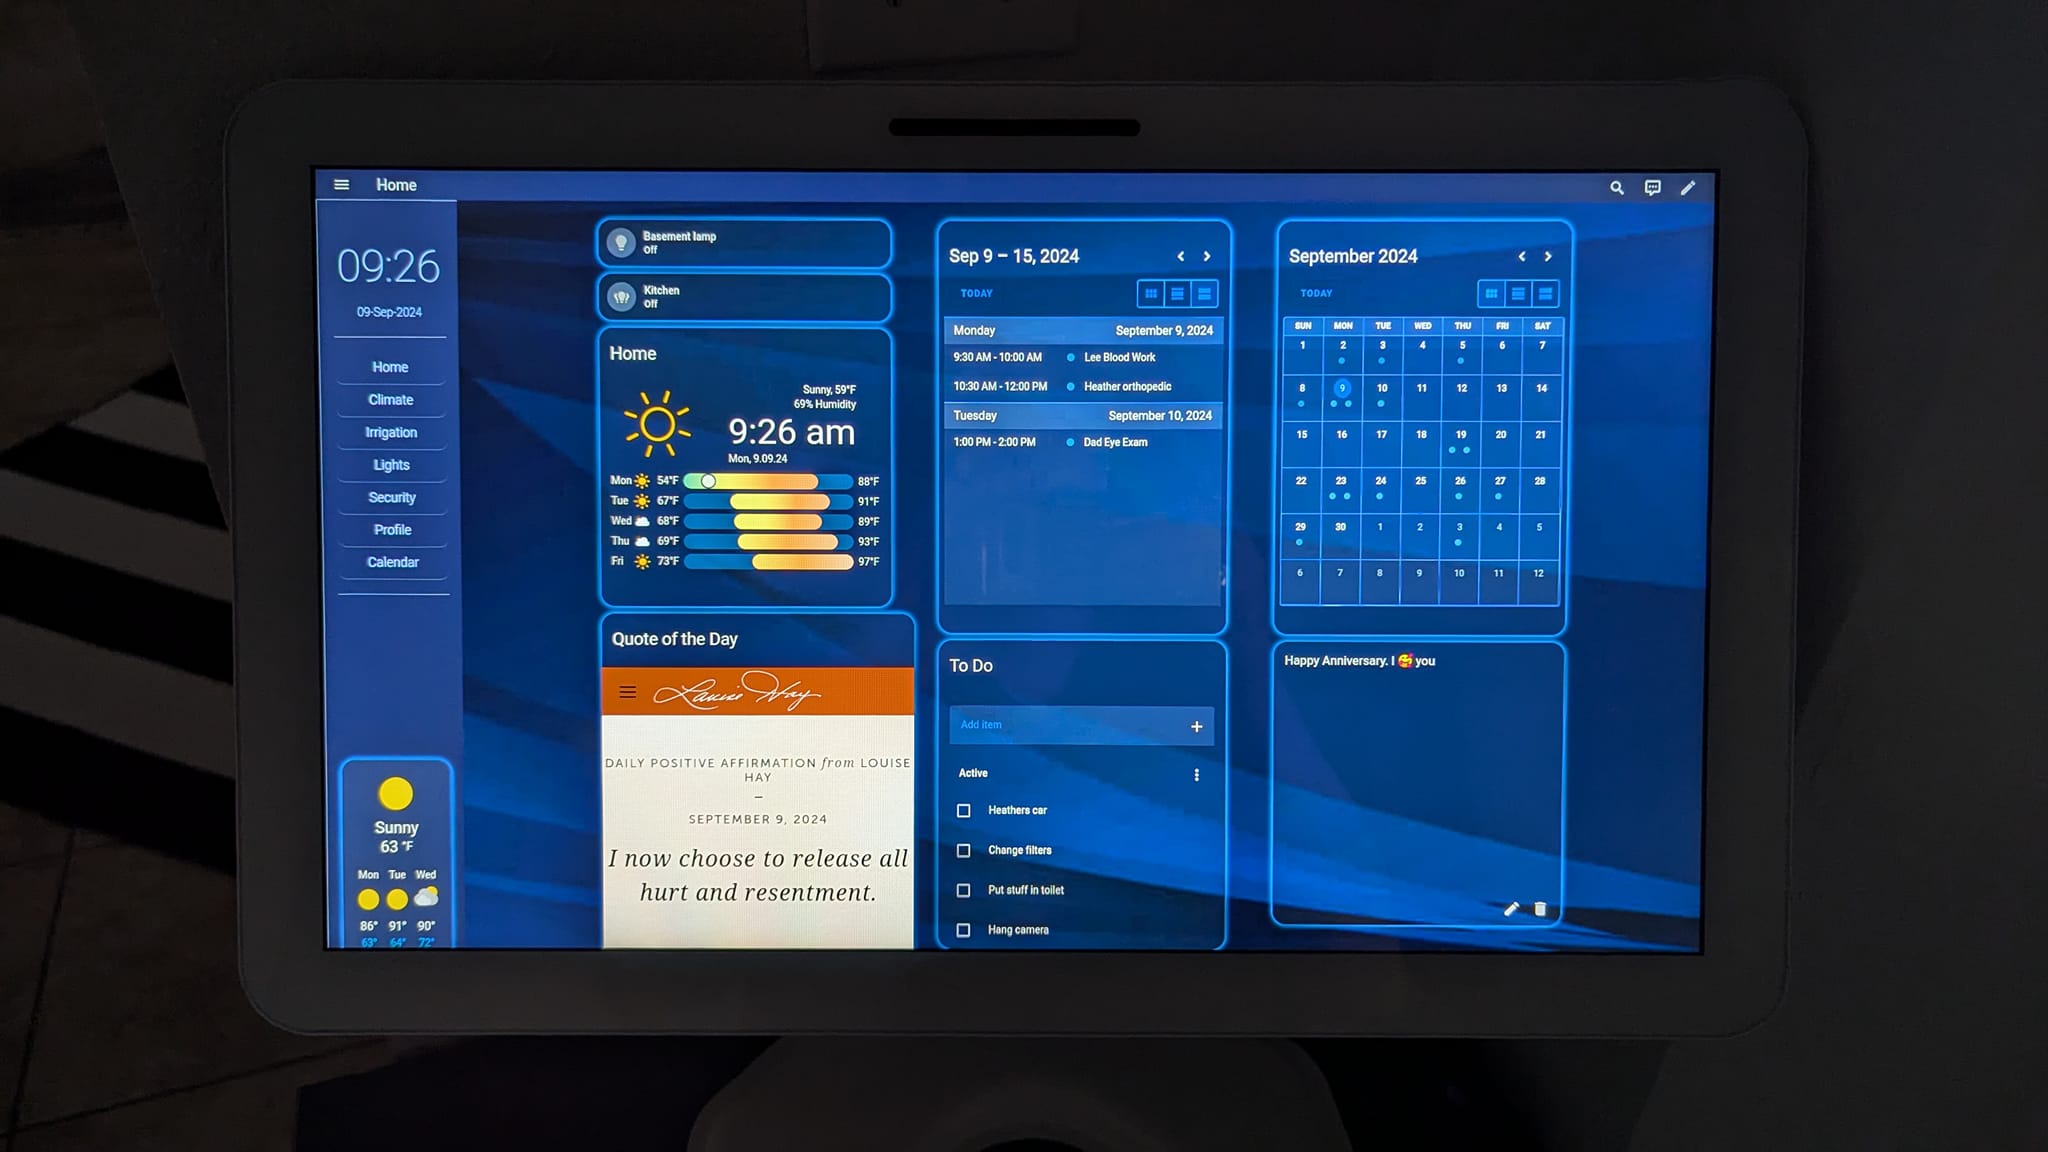 Home
09:26
09-Sep-2024
Home
Climate
Irrigation
Lights
Security
Profile
Calendar
Sunny
63 °F
Mon Tue Wed
86° 91° 90°
63° 64° 72°
Basement lamp
Off
Kitchen
Off
Home
Sunny, 59°F
69% Humidity
9:26 am
Mon, 9.09.24
Mon 54°F 88°F
Tue 67°F 91°F
Wed 68°F 89°F
Thu 69°F 93°F
Fri 73°F 97°F
Quote of the Day
Louise Hay
DAILY POSITIVE AFFIRMATION from LOUISE
HAY
–
SEPTEMBER 9, 2024
I now choose to release all
hurt and resentment.
Sep 9 – 15, 2024
TODAY
Monday September 9, 2024
9:30 AM - 10:00 AM Lee Blood Work
10:30 AM - 12:00 PM Heather orthopedic
Tuesday September 10, 2024
1:00 PM - 2:00 PM Dad Eye Exam
To Do
Add item
Active
Heathers car
Change filters
Put stuff in toilet
Hang camera
September 2024
TODAY
SUN MON TUE WED THU FRI SAT
1 2 3 4 5 6 7
8 9 10 11 12 13 14
15 16 17 18 19 20 21
22 23 24 25 26 27 28
29 30 1 2 3 4 5
6 7 8 9 10 11 12
Happy Anniversary. I 🥰 you